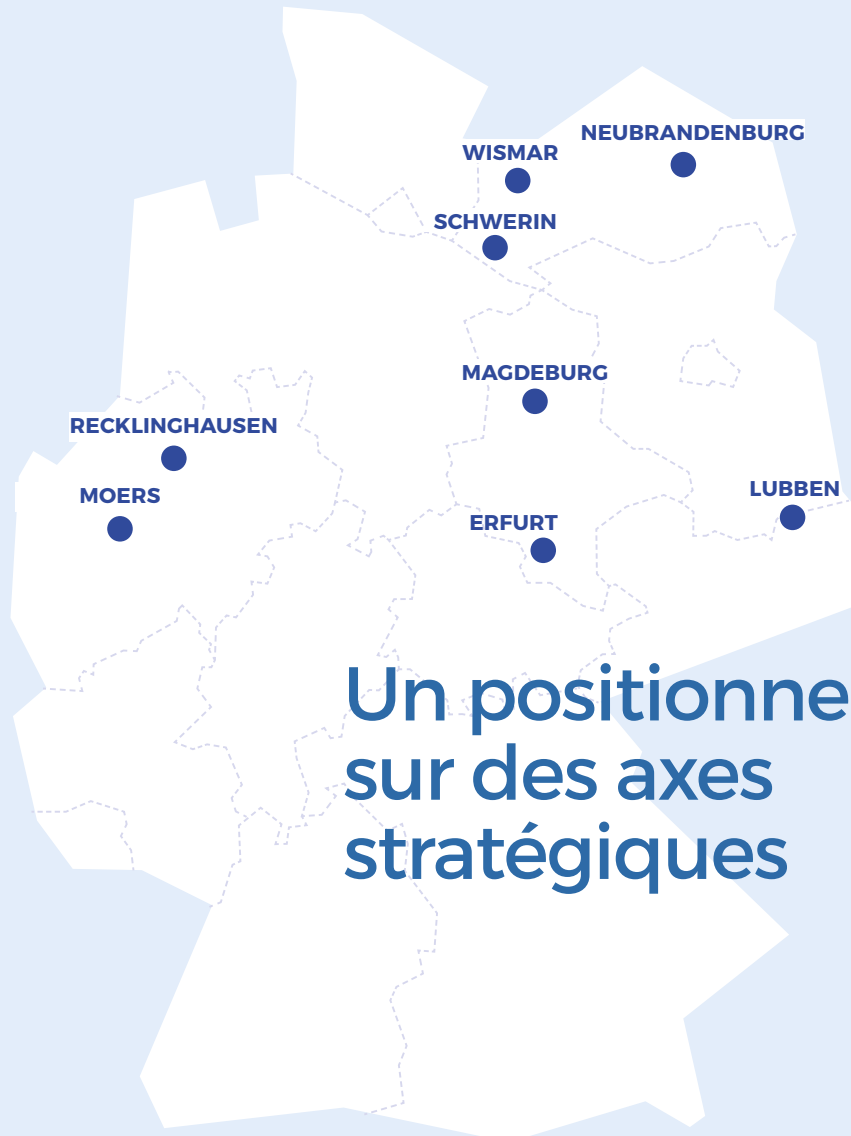 NEUBRANDENBURG
WISMAR
SCHWERIN
MAGDEBURG
RECKLINGHAUSEN
LUBBEN
MOERS
ERFURT
Un positionne
sur des axes
stratégiques